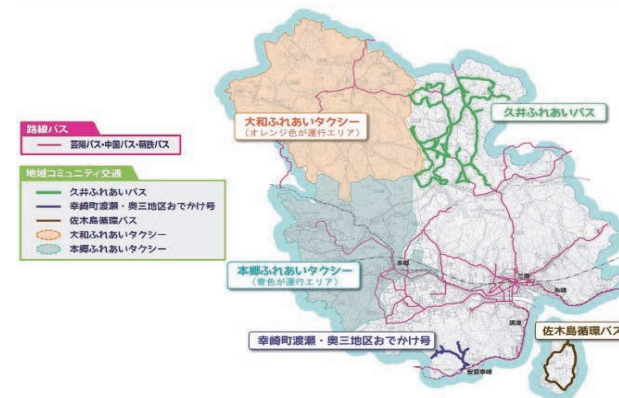 路線バス
芸陽バス・中国バス・鞆鉄バス
地域コミュニティ交通
久井ふれあいバス
幸崎町渡瀬・奥三地区おでかけ号
佐木島循環バス
大和ふれあいタクシー
本郷ふれあいタクシー
大和ふれあいタクシー
(オレンジ色が運行エリア)
久井ふれあいバス
本郷ふれあいタクシー
(青色が運行エリア)
本郷
三原
糸崎
須波
幸崎町渡瀬・奥三地区おでかけ号
安芸幸崎
佐木島循環バス